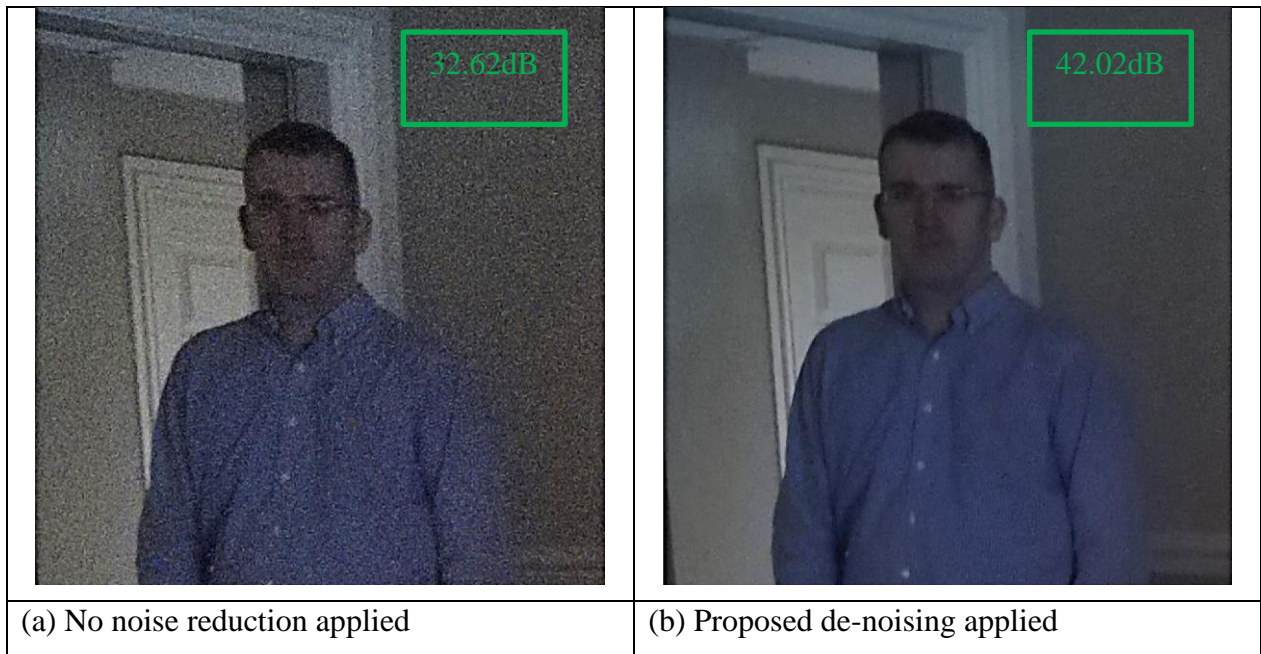 32.62dB
42.02dB
(a) No noise reduction applied
(b) Proposed de-noising applied